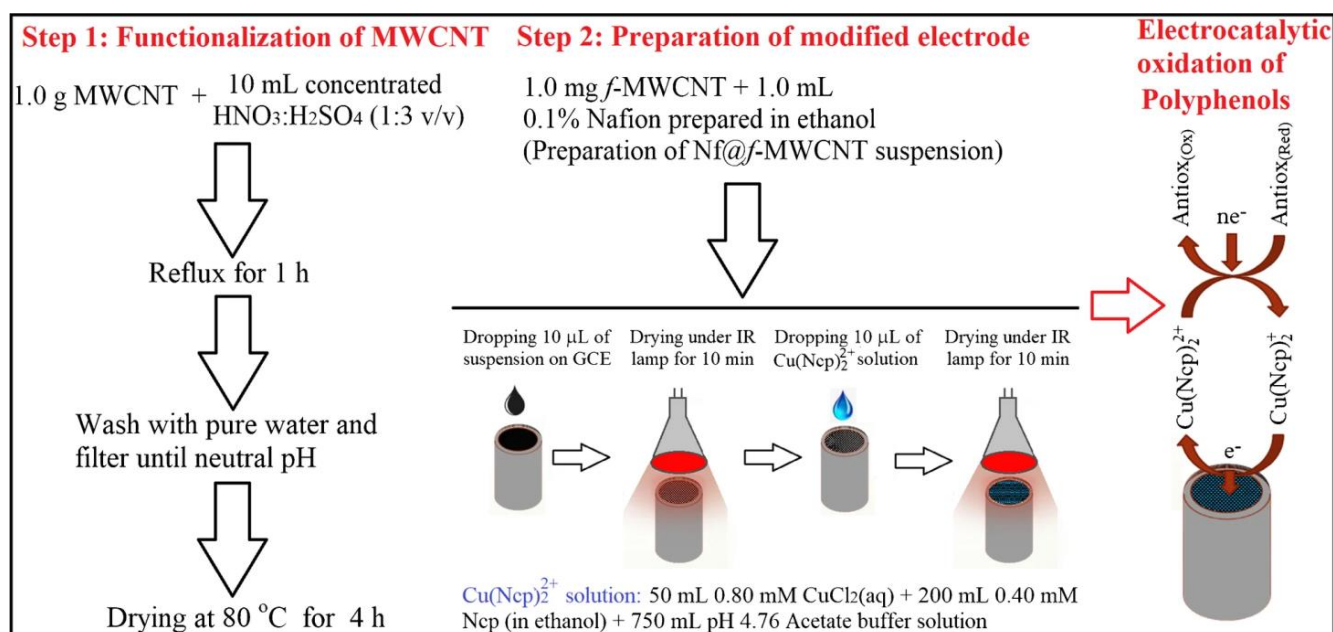 Step 1: Functionalization of MWCNT
1.0 g MWCNT +
10 mL concentrated
HNO₃:H₂SO₄ (1:3 v/v)
Reflux for 1 h
Wash with pure water and
filter until neutral pH
Drying at 80 °C for 4 h
Step 2: Preparation of modified electrode
1.0 mg f-MWCNT + 1.0 mL
0.1% Nafion prepared in ethanol
(Preparation of Nf@f-MWCNT suspension)
Dropping 10 μL of
suspension on GCE
Drying under IR
lamp for 10 min
Dropping 10 μL of
Cu(Ncp)₂²⁺ solution
Drying under IR
lamp for 10 min
Cu(Ncp)₂²⁺ solution: 50 mL 0.80 mM CuCl₂(aq) + 200 mL 0.40 mM
Ncp (in ethanol) + 750 mL pH 4.76 Acetate buffer solution
Electrocatalytic
oxidation of
Polyphenols
Antiox(Ox)
ne⁻
Antiox(Red)
Cu(Ncp)₂²⁺
Cu(Ncp)₂⁺
e⁻